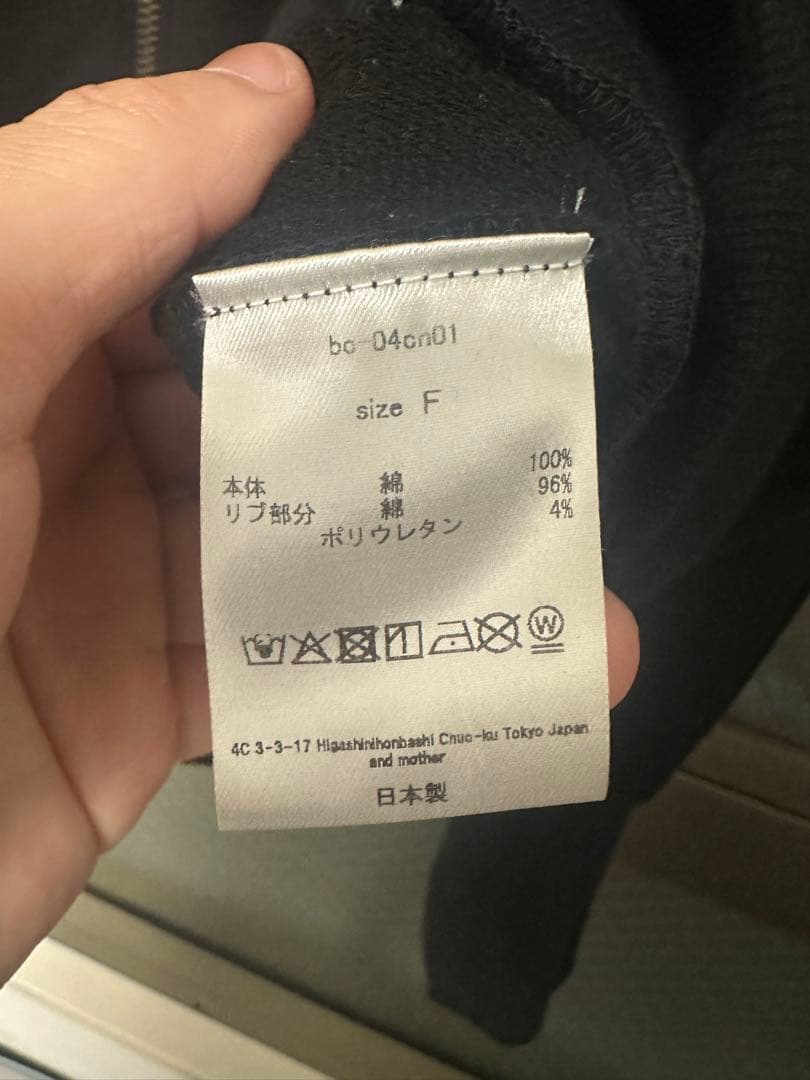 bc-04cn01
size F
本体 綿 100%
リブ部分 綿 96%
ポリウレタン 4%
W
4C 3-3-17 Higashinihonbashi Chuo-ku Tokyo Japan
and mother
日本製